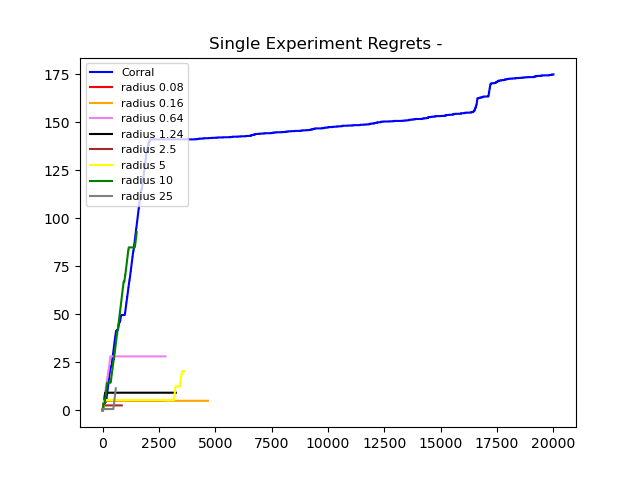 Single Experiment Regrets -
Corral
radius 0.08
radius 0.16
radius 0.64
radius 1.24
radius 2.5
radius 5
radius 10
radius 25
175
150
125
100
75
50
25
0
0 2500 5000 7500 10000 12500 15000 17500 20000